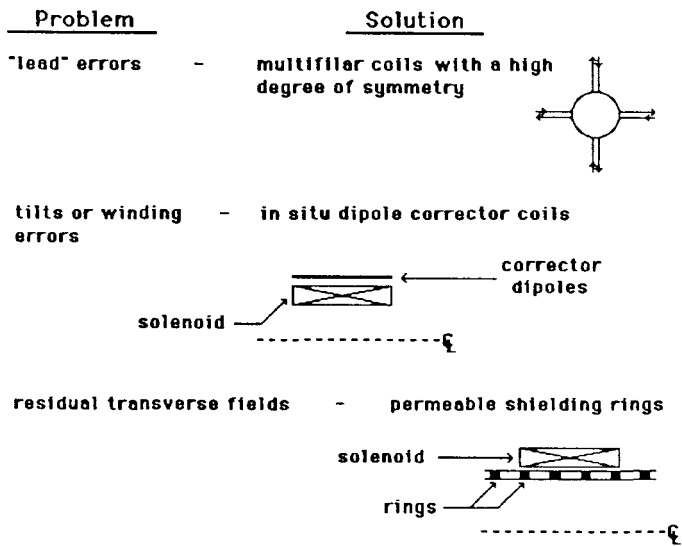 Problem Solution
"lead" errors - multifilar coils with a high
degree of symmetry
tilts or winding - in situ dipole corrector coils
errors
corrector
dipoles
solenoid
℄
residual transverse fields - permeable shielding rings
solenoid
rings
℄